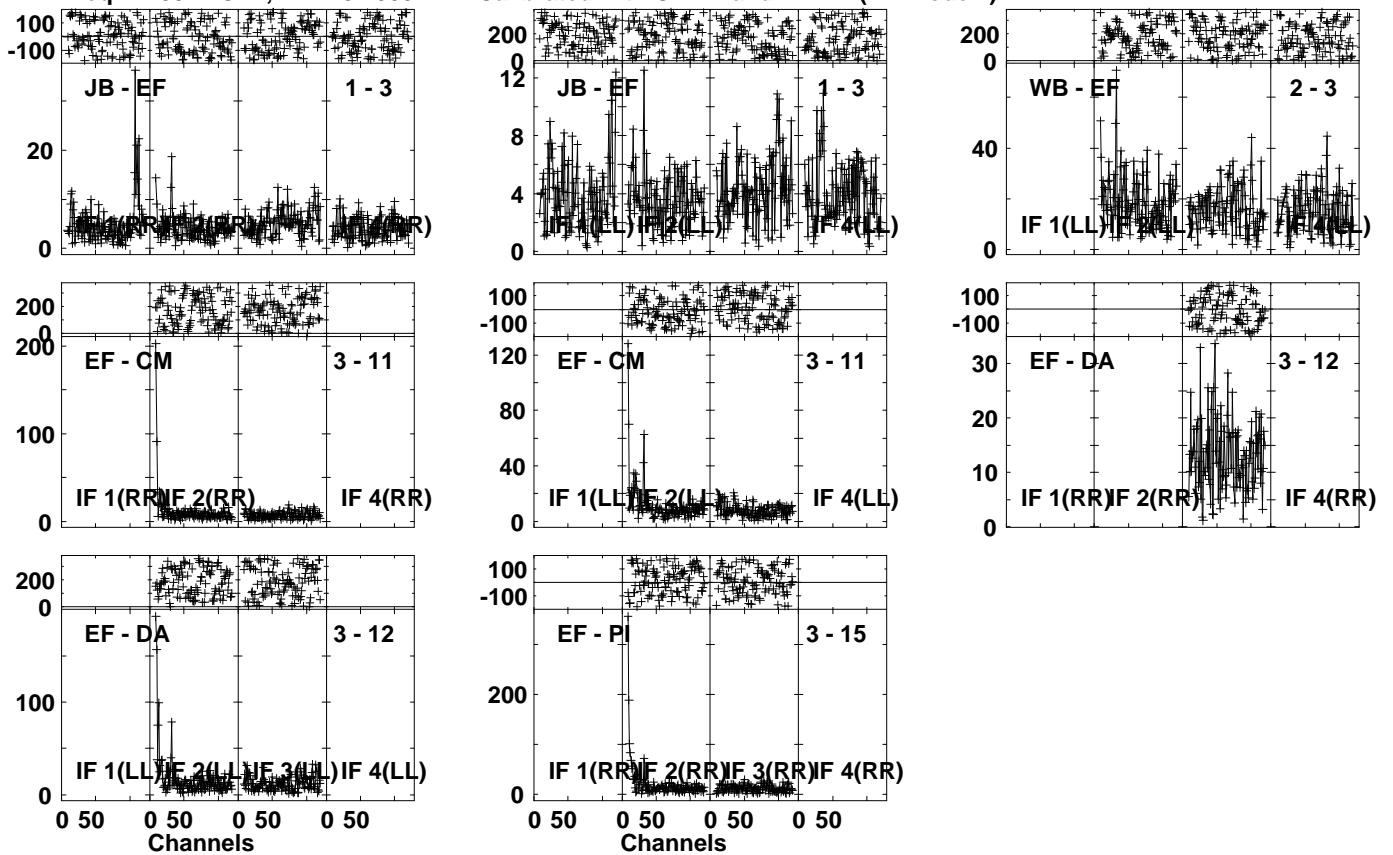 100
-100
JB - EF 1 - 3
20
0
IF 2(RR) IF 4(RR)
200
0
JB - EF 1 - 3
12
8
4
0
IF 1(LL) IF 2(LL) IF 4(LL)
200
0
WB - EF 2 - 3
40
0
IF 1(LL) IF 2(LL) IF 4(LL)
200
0
EF - CM 3 - 11
200
100
0
IF 1(RR) IF 2(RR) IF 4(RR)
100
-100
EF - CM 3 - 11
120
80
40
0
IF 1(LL) IF 2(LL) IF 4(LL)
100
-100
EF - DA 3 - 12
30
20
10
0
IF 1(RR) IF 2(RR) IF 4(RR)
200
0
EF - DA 3 - 12
100
0
IF 1(LL) IF 2(LL) IF 3(LL) IF 4(LL)
0 50 0 50 0 50 0 50
Channels
100
-100
EF - PI 3 - 15
200
0
IF 1(RR) IF 2(RR) IF 3(RR) IF 4(RR)
0 50 0 50 0 50 0 50
Channels